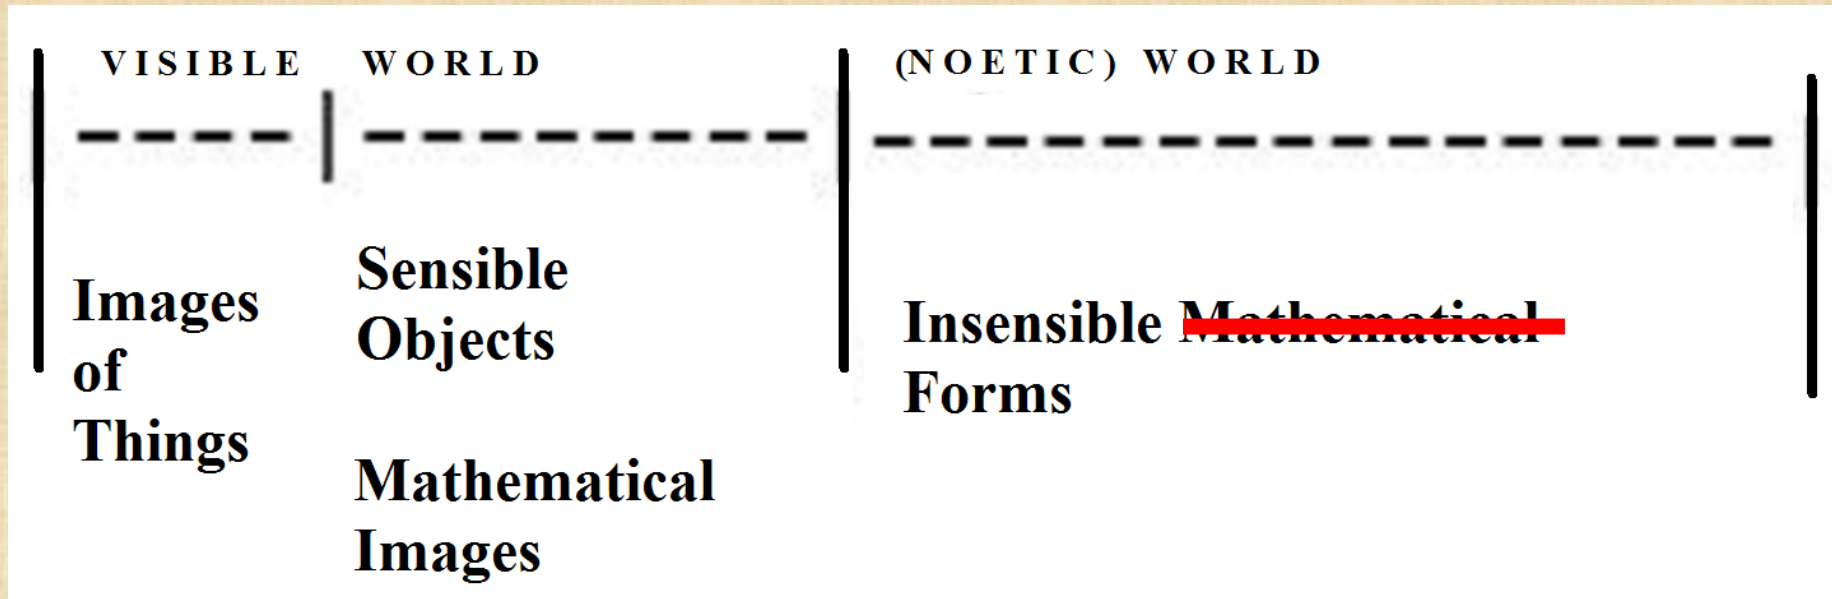 VISIBLE WORLD
(NOETIC) WORLD
Images
of
Things
Sensible
Objects
Mathematical
Images
Insensible Mathematical
Forms